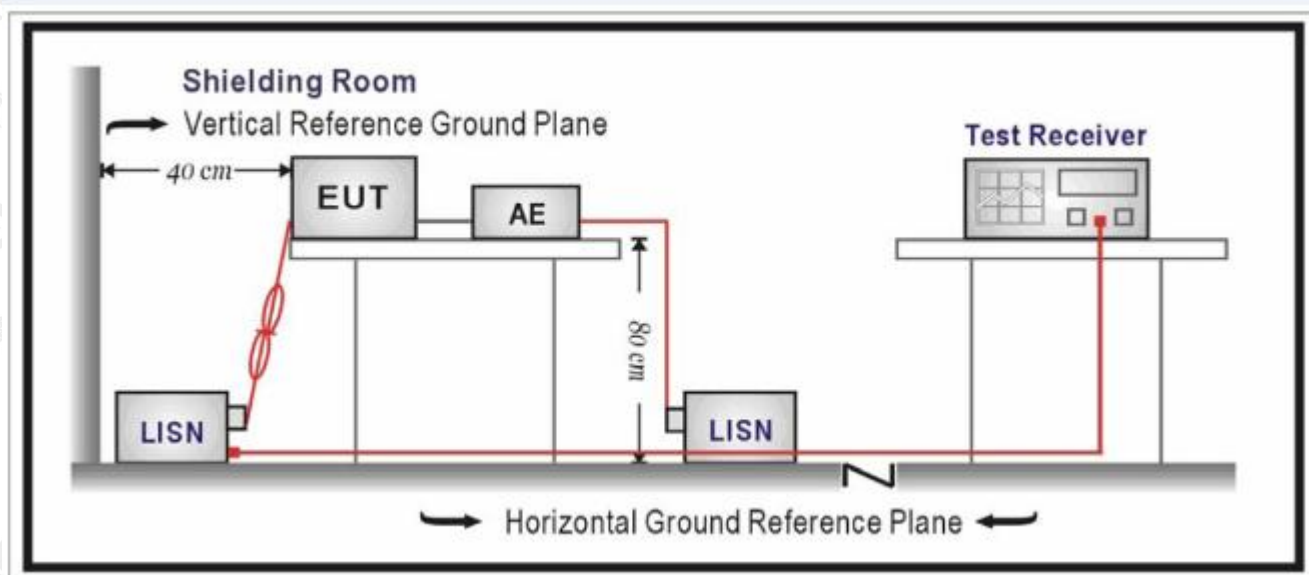 Shielding Room
Vertical Reference Ground Plane
Test Receiver
40 cm
EUT
AE
80 cm
LISN
LISN
Horizontal Ground Reference Plane